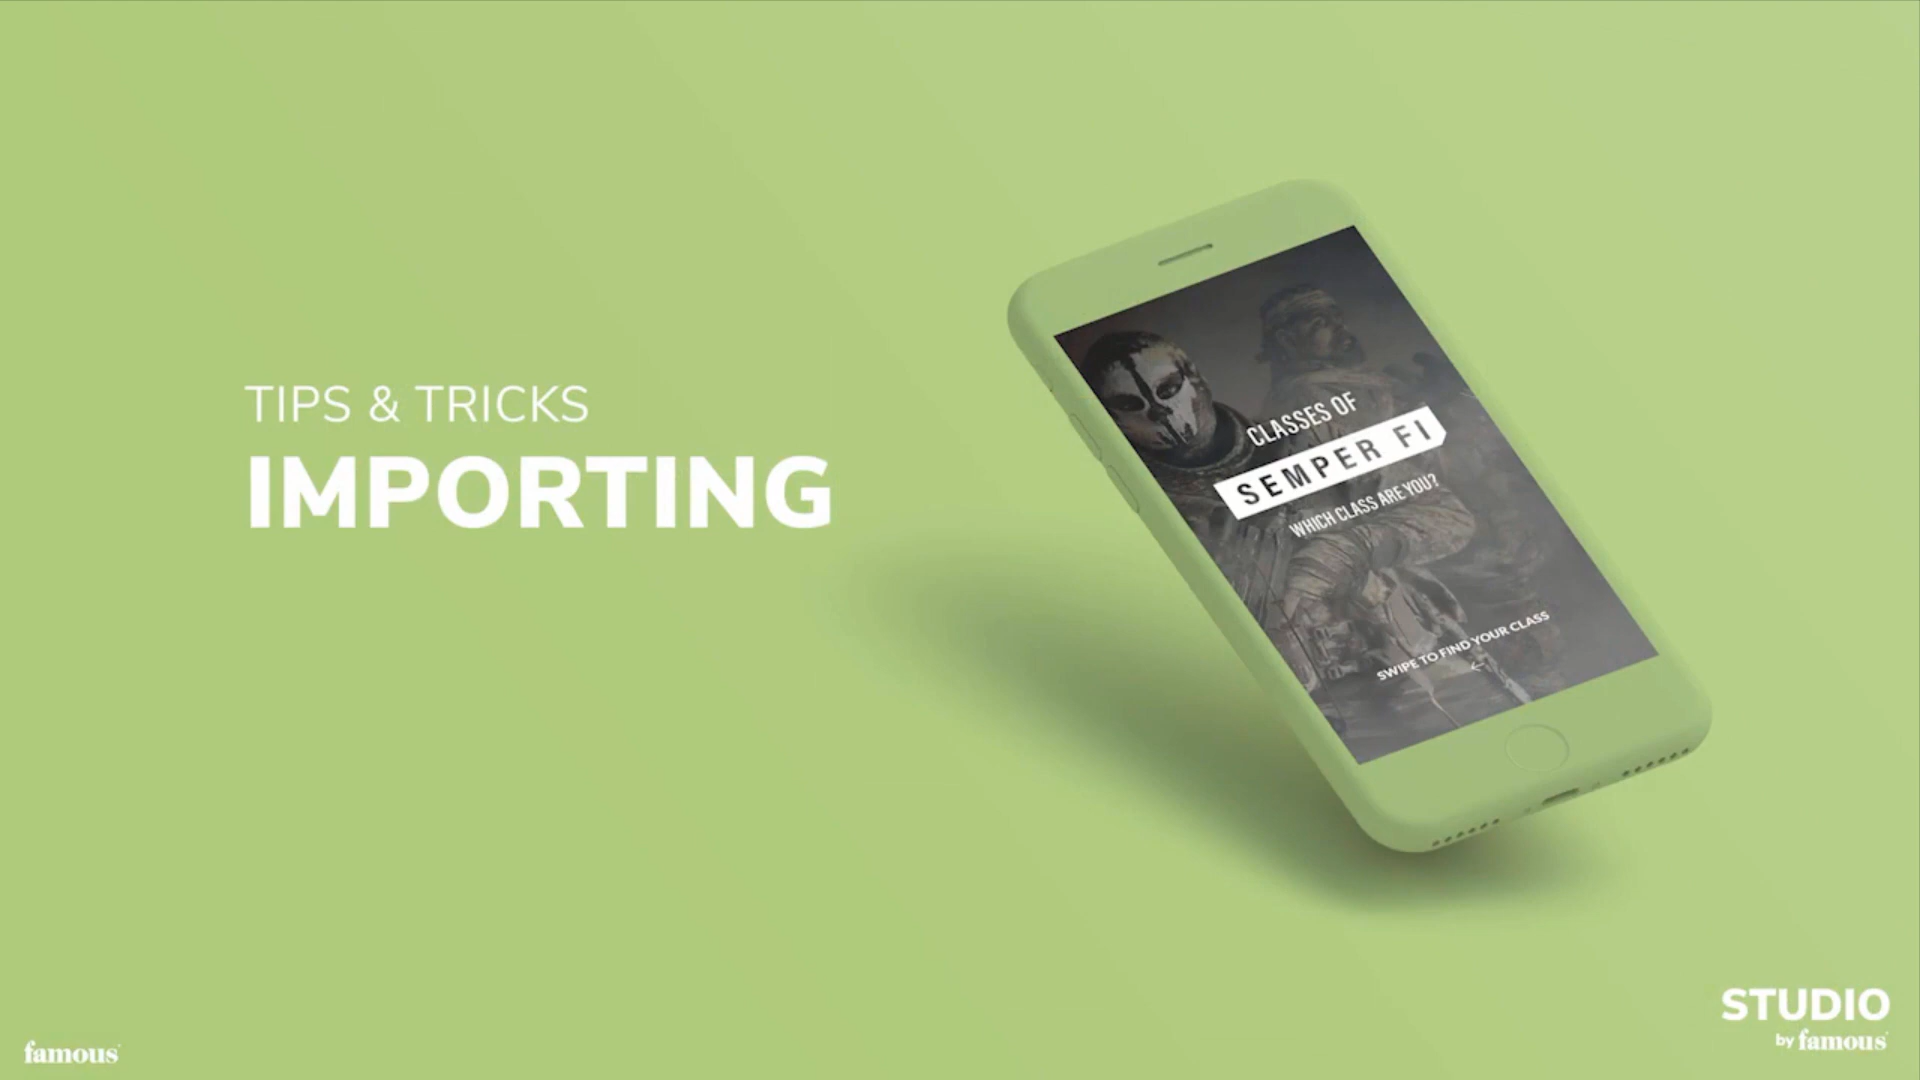 TIPS & TRICKS
IMPORTING
CLASSES OF
SEMPER FI
WHICH CLASS ARE YOU?
SWIPE TO FIND YOUR CLASS
←
famous
STUDIO
by famous